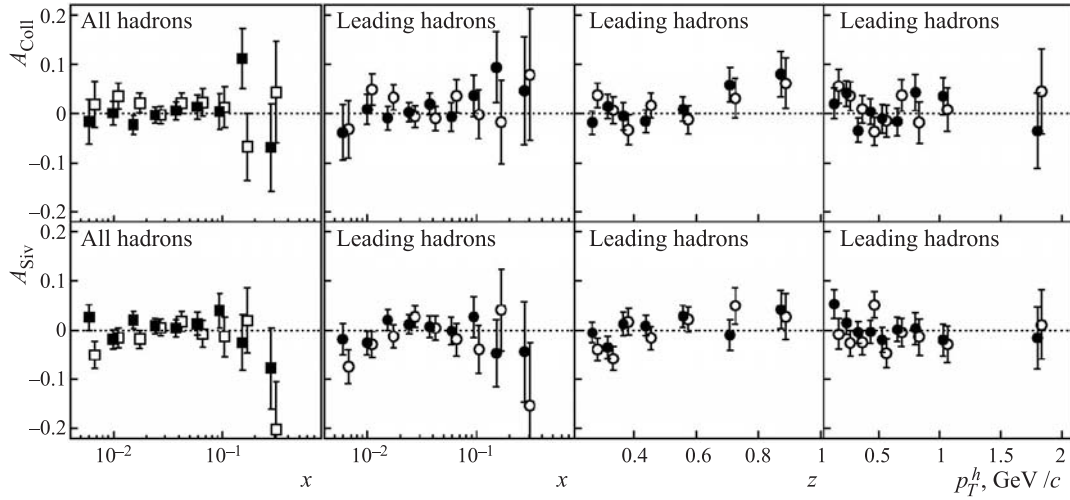 All hadrons
Leading hadrons
Leading hadrons
Leading hadrons
A_Coll
0.2
0.1
0
–0.1
–0.2
All hadrons
Leading hadrons
Leading hadrons
Leading hadrons
A_Siv
0.2
0.1
0
–0.1
–0.2
10⁻² 10⁻¹ 10⁻² 10⁻¹ 0.4 0.6 0.8 1 0.5 1 1.5 2
x x z p_T^h, GeV /c